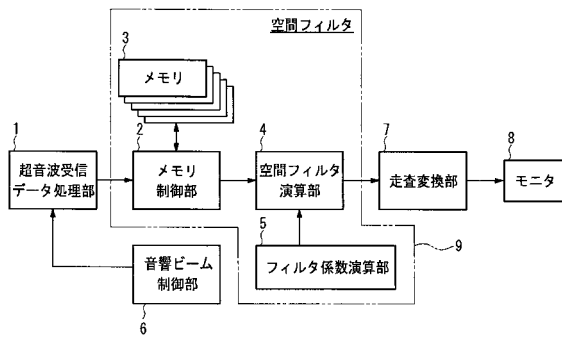 空間フィルタ
3
メモリ
1
2
4
7
8
超音波受信
データ処理部
メモリ
制御部
空間フィルタ
演算部
走査変換部
モニタ
5
9
音響ビーム
制御部
フィルタ係数演算部
6